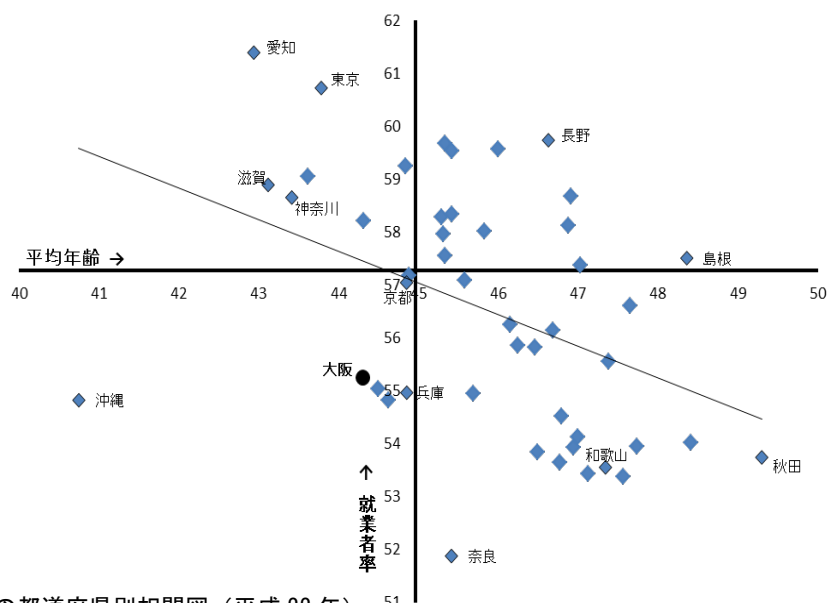 62
愛知
61
東京
60
長野
59
滋賀
神奈川
58
平均年齢 →
島根
57
京都
40 41 42 43 44 45 46 47 48 49 50
56
大阪
55
兵庫
沖縄
54
和歌山
秋田
53
↑
就業者率
52
奈良
51